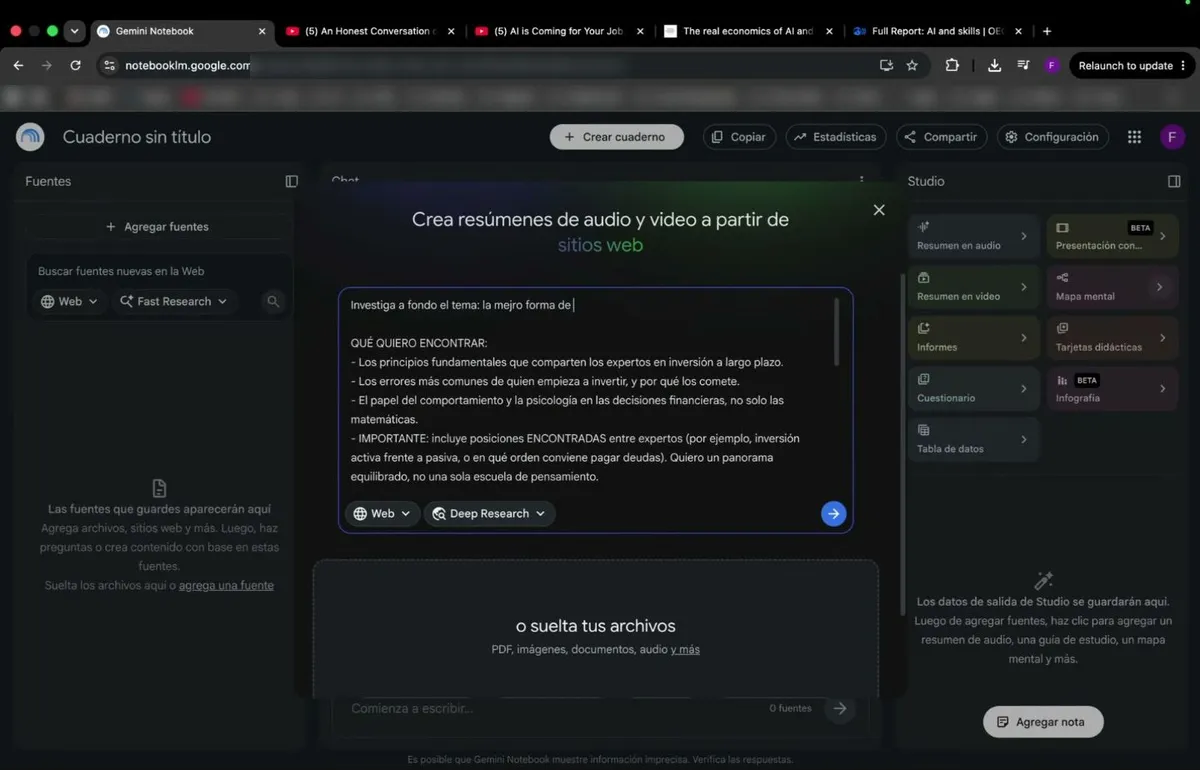 Gemini Notebook
(5) An Honest Conversation o
(5) AI is Coming for Your Job
The real economics of AI and
Full Report: AI and skills | OE
notebooklm.google.com
F
Relaunch to update
Cuaderno sin título
+ Crear cuaderno
Copiar
Estadísticas
Compartir
Configuración
F
Fuentes
Chat
Studio
+ Agregar fuentes
Buscar fuentes nuevas en la Web
Web
Fast Research
Las fuentes que guardes aparecerán aquí
Agrega archivos, sitios web y más. Luego, haz
preguntas o crea contenido con base en estas
fuentes.
Suelta los archivos aquí o agrega una fuente
Crea resúmenes de audio y video a partir de
sitios web
Investiga a fondo el tema: la mejro forma de
QUÉ QUIERO ENCONTRAR:
- Los principios fundamentales que comparten los expertos en inversión a largo plazo.
- Los errores más comunes de quien empieza a invertir, y por qué los comete.
- El papel del comportamiento y la psicología en las decisiones financieras, no solo las
matemáticas.
- IMPORTANTE: incluye posiciones ENCONTRADAS entre expertos (por ejemplo, inversión
activa frente a pasiva, o en qué orden conviene pagar deudas). Quiero un panorama
equilibrado, no una sola escuela de pensamiento.
Web
Deep Research
o suelta tus archivos
PDF, imágenes, documentos, audio y más
Comienza a escribir...
0 fuentes
Resumen en audio
BETA
Presentación con...
Resumen en video
Mapa mental
Informes
Tarjetas didácticas
Cuestionario
BETA
Infografía
Tabla de datos
Los datos de salida de Studio se guardarán aquí.
Luego de agregar fuentes, haz clic para agregar un
resumen de audio, una guía de estudio, un mapa
mental y más.
Agregar nota
Es posible que Gemini Notebook muestre información imprecisa. Verifica las respuestas.